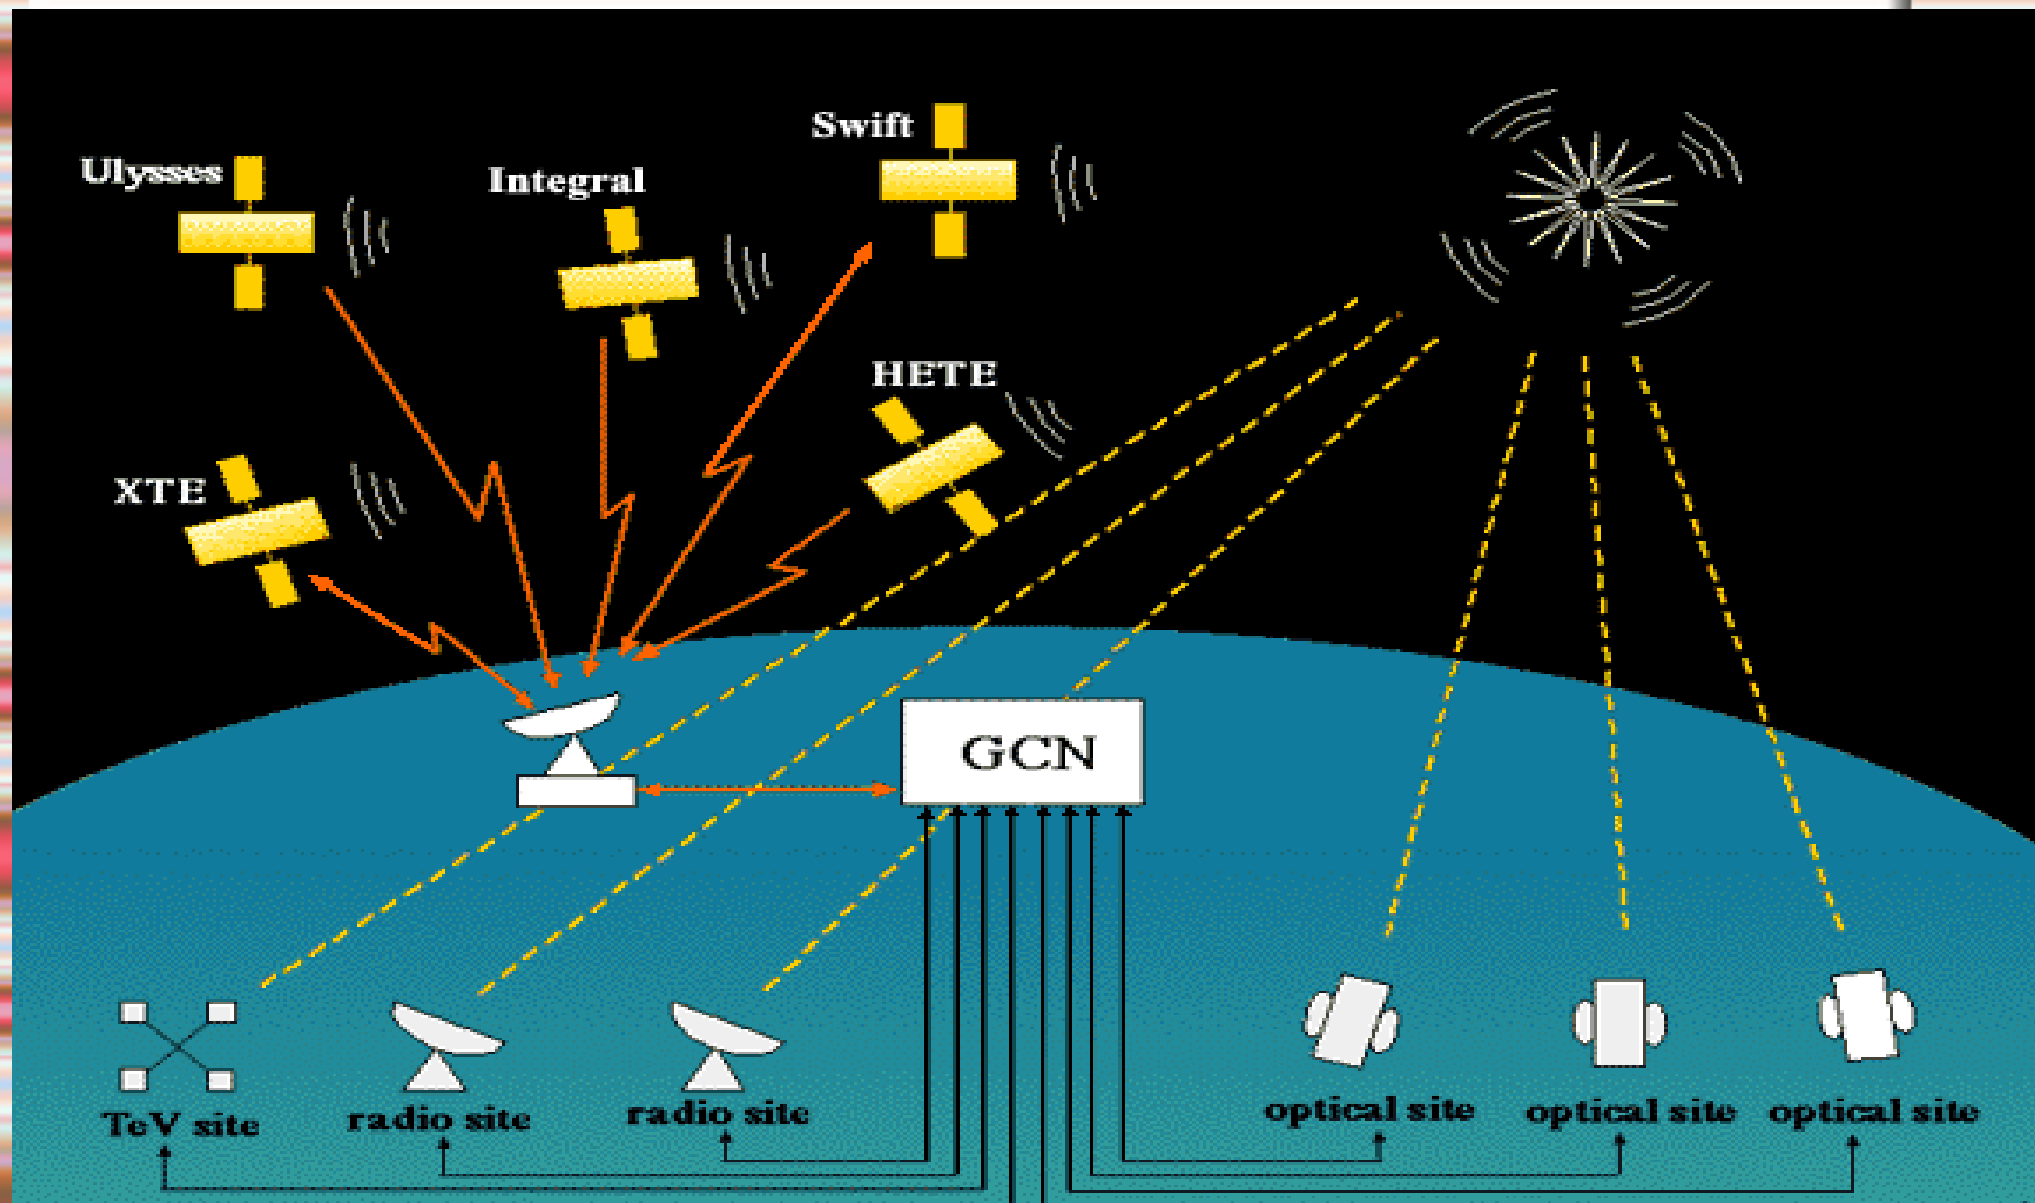 Swift
Ulysses
Integral
HETE
XTE
GCN
TeV site
radio site
radio site
optical site
optical site
optical site